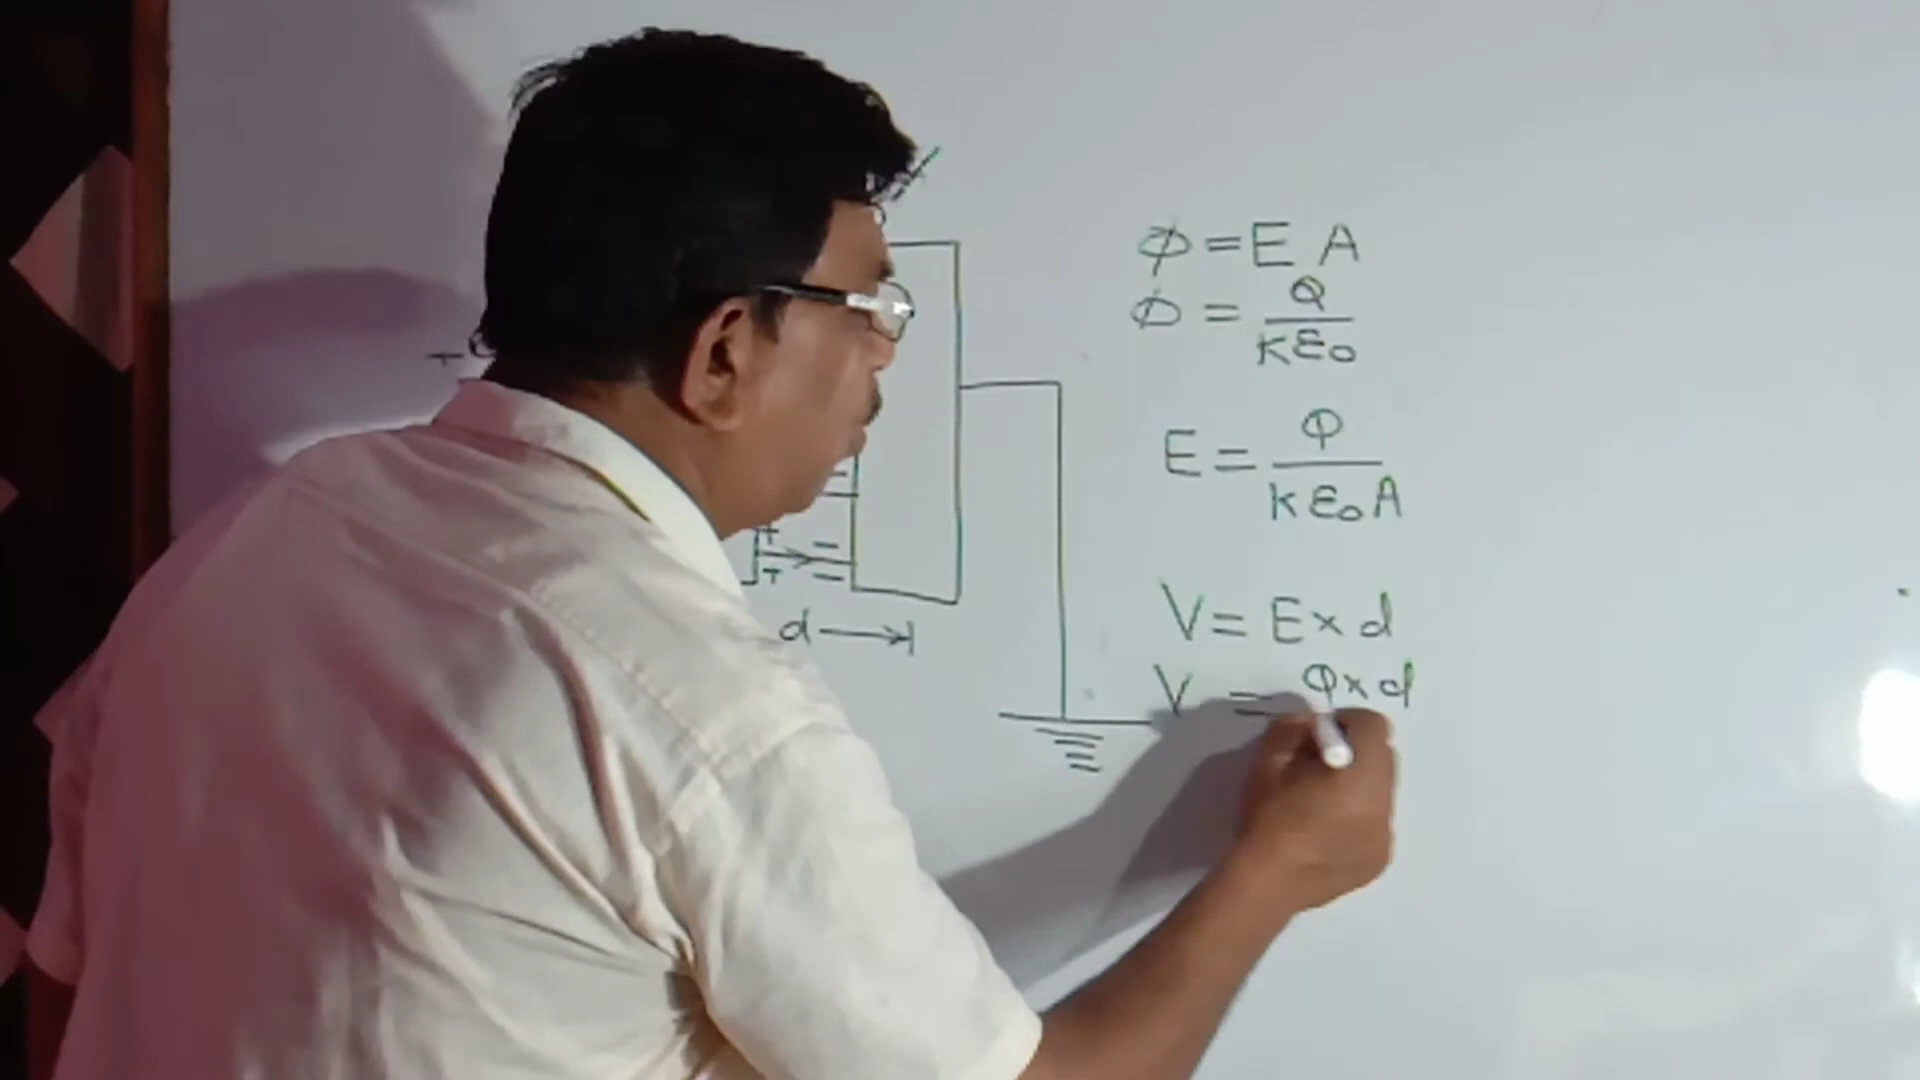 +
+
+
d
φ = E A
φ = Q / kε₀
E = Q / kε₀A
V = E × d
V = Q × d